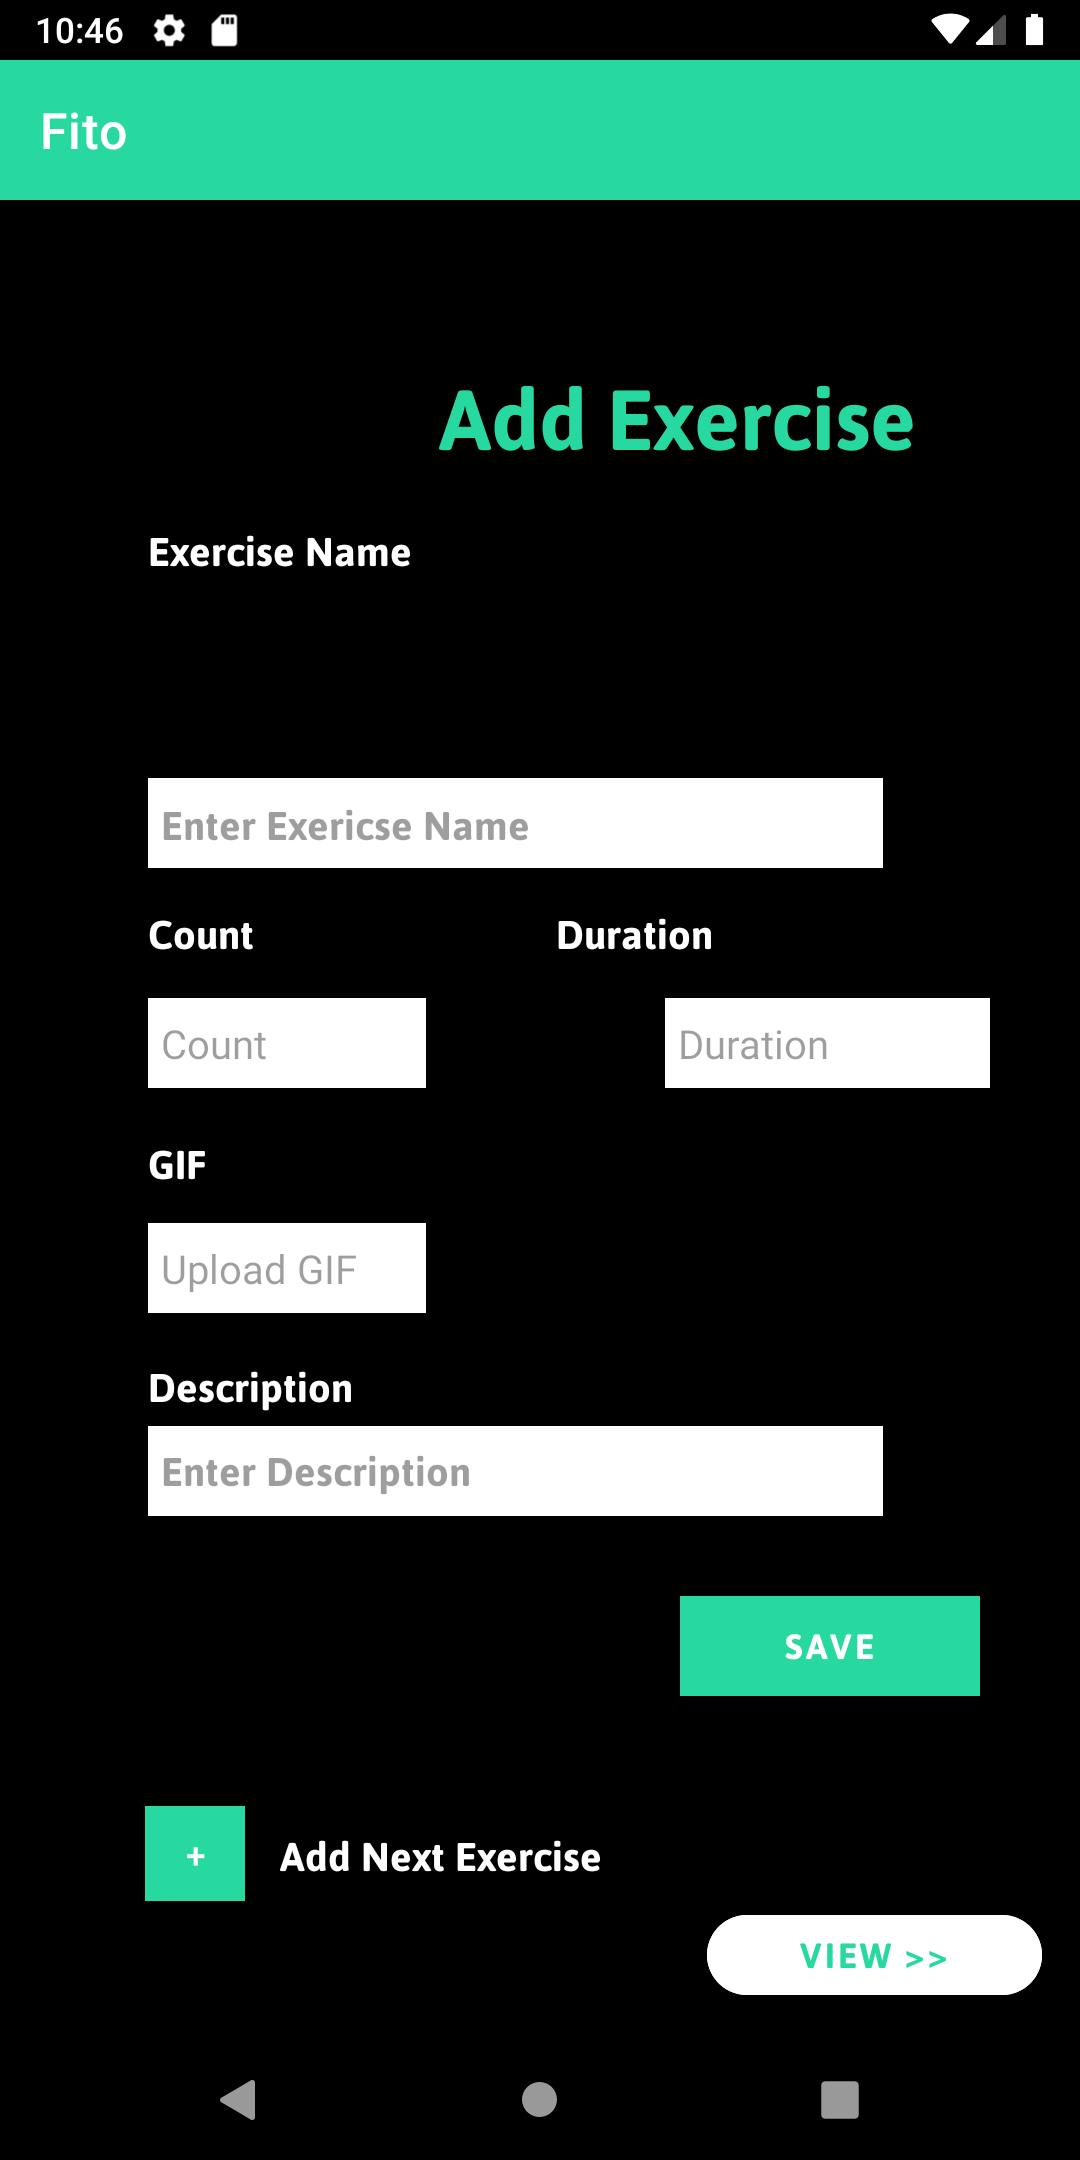 10:46
Fito
Add Exercise
Exercise Name
Enter Exericse Name
Count Duration
Count Duration
GIF
Upload GIF
Description
Enter Description
SAVE
+ Add Next Exercise
VIEW >>